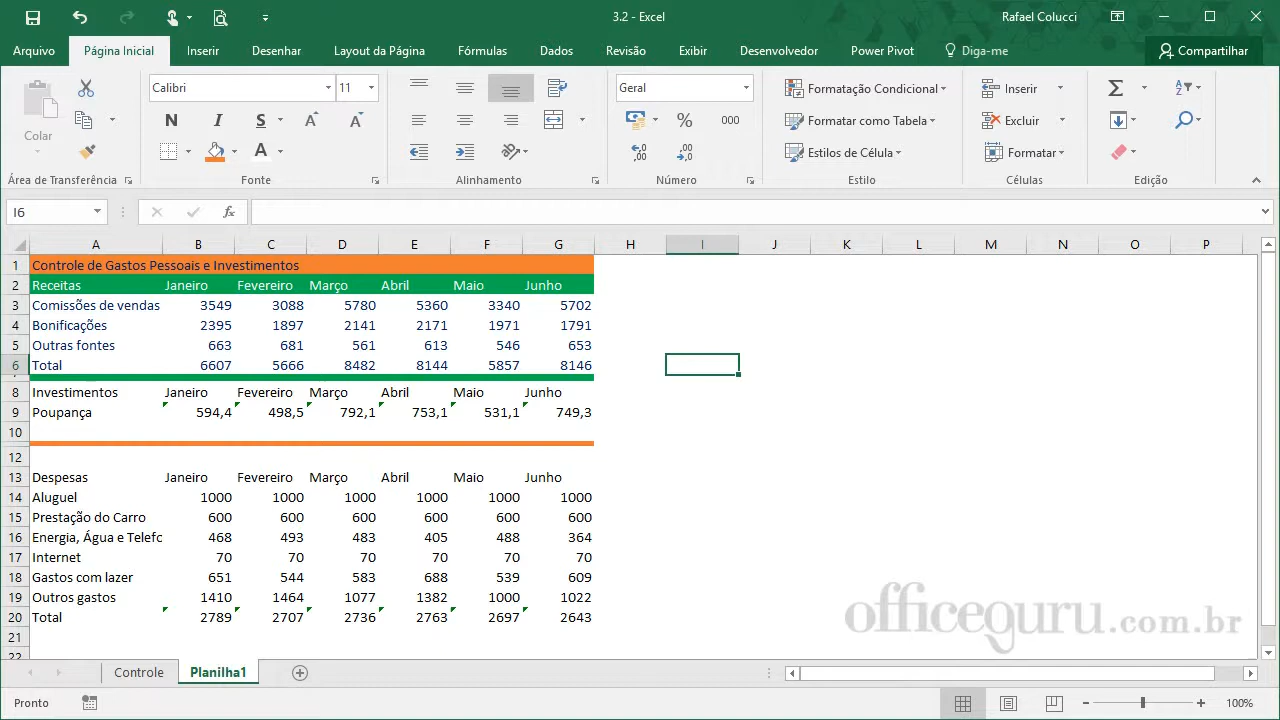 3.2 - Excel
Rafael Colucci
Arquivo Página Inicial Inserir Desenhar Layout da Página Fórmulas Dados Revisão Exibir Desenvolvedor Power Pivot Diga-me Compartilhar
Colar
Calibri 11
N I S A A
A
Geral
% 000
Formatação Condicional
Formatar como Tabela
Estilos de Célula
Inserir
Excluir
Formatar
Área de Transferência Fonte Alinhamento Número Estilo Células Edição
I6 fx
A B C D E F G H I J K L M N O P
1 Controle de Gastos Pessoais e Investimentos
2 Receitas Janeiro Fevereiro Março Abril Maio Junho
3 Comissões de vendas 3549 3088 5780 5360 3340 5702
4 Bonificações 2395 1897 2141 2171 1971 1791
5 Outras fontes 663 681 561 613 546 653
6 Total 6607 5666 8482 8144 5857 8146
8 Investimentos Janeiro Fevereiro Março Abril Maio Junho
9 Poupança 594,4 498,5 792,1 753,1 531,1 749,3
10
12
13 Despesas Janeiro Fevereiro Março Abril Maio Junho
14 Aluguel 1000 1000 1000 1000 1000 1000
15 Prestação do Carro 600 600 600 600 600 600
16 Energia, Água e Telefc 468 493 483 405 488 364
17 Internet 70 70 70 70 70 70
18 Gastos com lazer 651 544 583 688 539 609
19 Outros gastos 1410 1464 1077 1382 1000 1022
20 Total 2789 2707 2736 2763 2697 2643
21
22
officeguru.com.br
Controle Planilha1
Pronto 100%